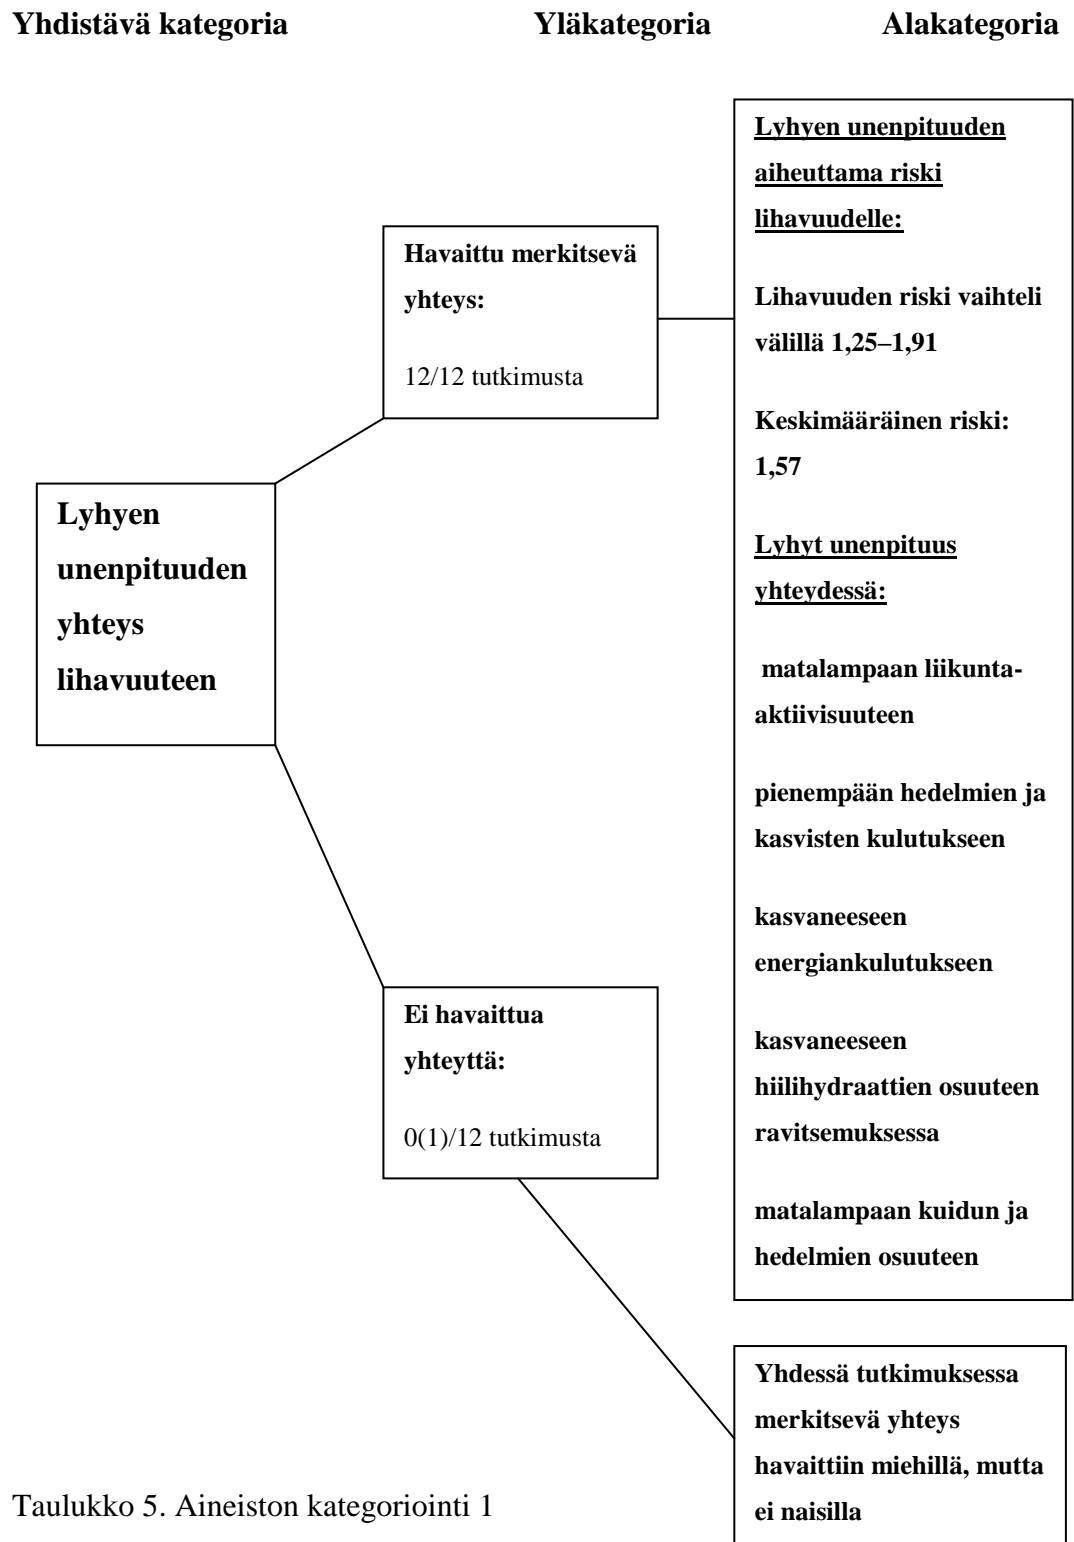 Yhdistävä kategoria Yläkategoria Alakategoria
Lyhyen
unenpituuden
yhteys
lihavuuteen
Havaittu merkitsevä
yhteys:
12/12 tutkimusta
Lyhyen unenpituuden
aiheuttama riski
lihavuudelle:
Lihavuuden riski vaihteli
välillä 1,25–1,91
Keskimääräinen riski:
1,57
Lyhyt unenpituus
yhteydessä:
matalampaan liikunta-
aktiivisuuteen
pienempään hedelmien ja
kasvisten kulutukseen
kasvaneeseen
energiankulutukseen
kasvaneeseen
hiilihydraattien osuuteen
ravitsemuksessa
matalampaan kuidun ja
hedelmien osuuteen
Ei havaittua
yhteyttä:
0(1)/12 tutkimusta
Yhdessä tutkimuksessa
merkitsevä yhteys
havaittiin miehillä, mutta
ei naisilla
Taulukko 5. Aineiston kategoriointi 1